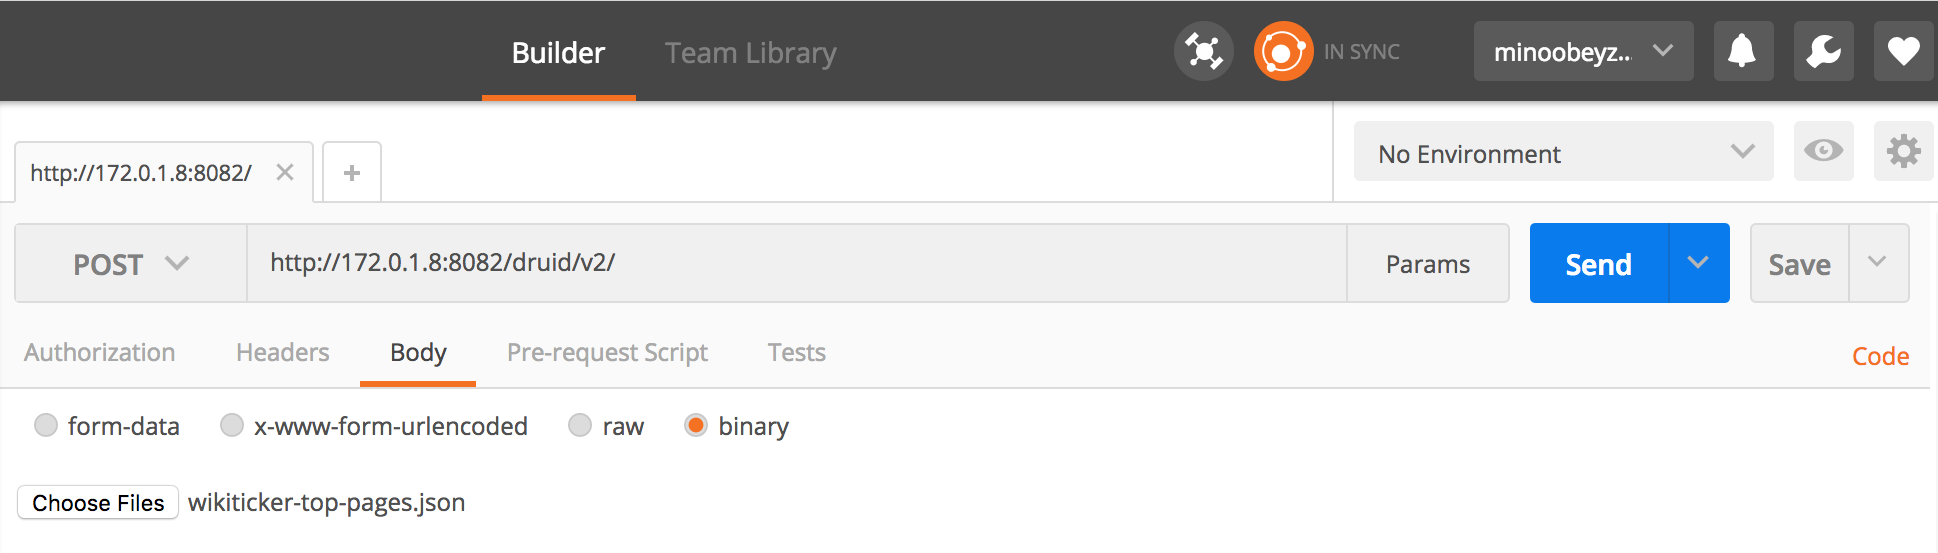 Builder Team Library IN SYNC minoobeyz...
http://172.0.1.8:8082/ No Environment
POST http://172.0.1.8:8082/druid/v2/ Params Send Save
Authorization Headers Body Pre-request Script Tests Code
form-data x-www-form-urlencoded raw binary
Choose Files wikiticker-top-pages.json